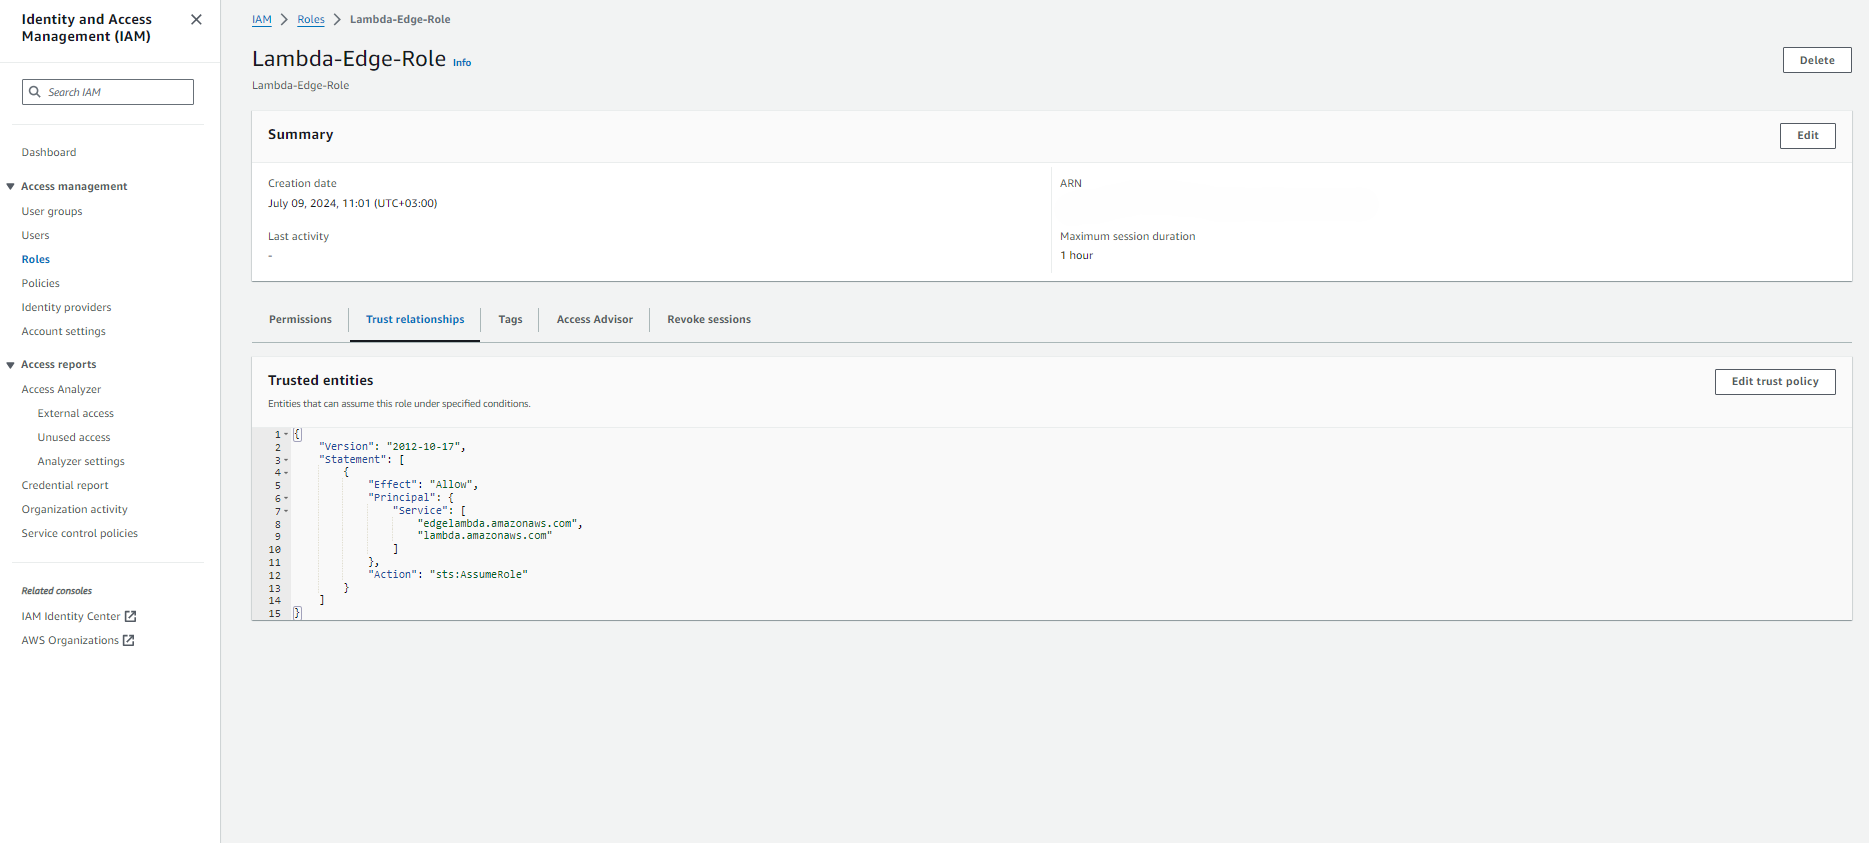 Identity and Access
Management (IAM)
Search IAM
Dashboard
Access management
User groups
Users
Roles
Policies
Identity providers
Account settings
Access reports
Access Analyzer
External access
Unused access
Analyzer settings
Credential report
Organization activity
Service control policies
Related consoles
IAM Identity Center
AWS Organizations
IAM > Roles > Lambda-Edge-Role
Lambda-Edge-Role Info
Delete
Lambda-Edge-Role
Summary
Edit
Creation date
July 09, 2024, 11:01 (UTC+03:00)
ARN
Last activity
-
Maximum session duration
1 hour
Permissions
Trust relationships
Tags
Access Advisor
Revoke sessions
Trusted entities
Edit trust policy
Entities that can assume this role under specified conditions.
1 {
2 "Version": "2012-10-17",
3 "Statement": [
4 {
5 "Effect": "Allow",
6 "Principal": {
7 "Service": [
8 "edgelambda.amazonaws.com",
9 "lambda.amazonaws.com"
10 ]
11 },
12 "Action": "sts:AssumeRole"
13 }
14 ]
15 }